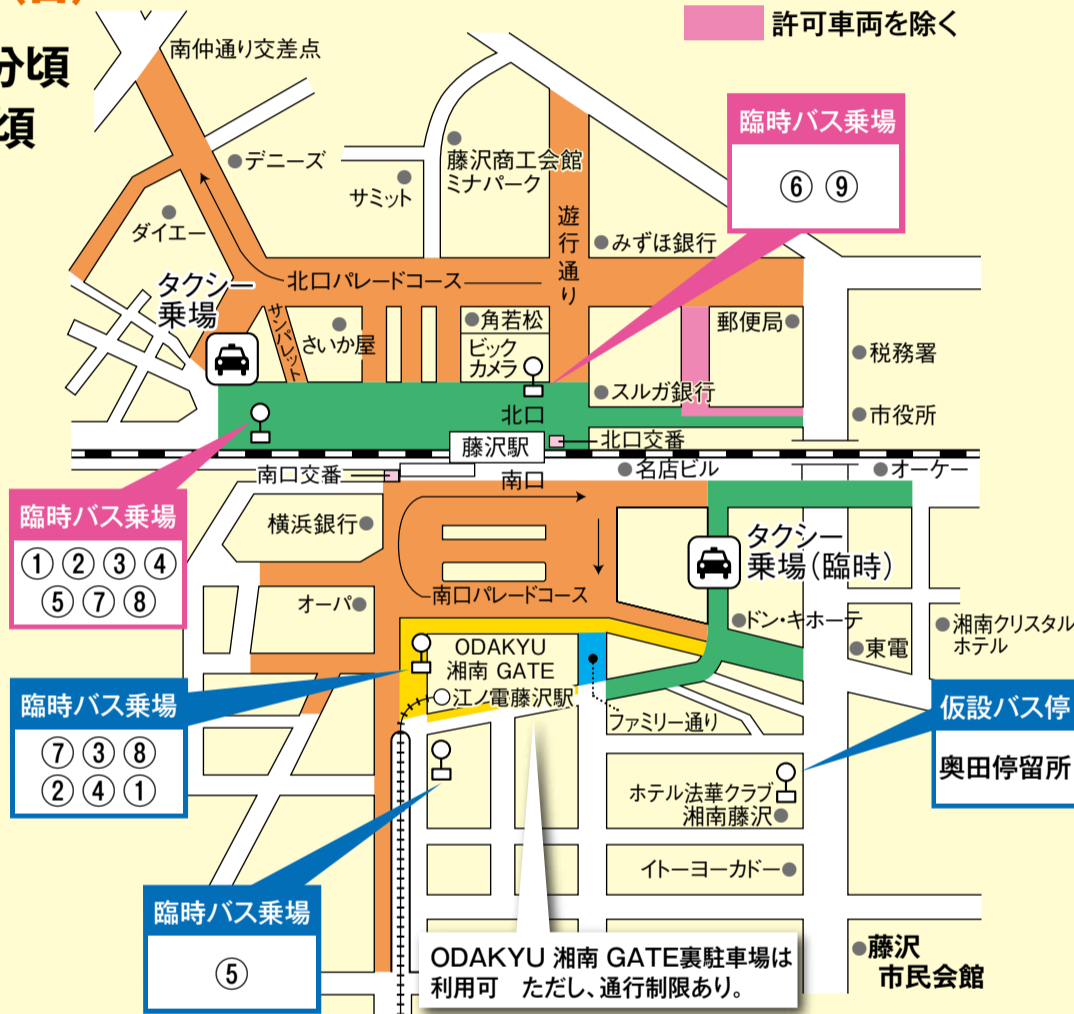 （日）
分頃
頃
許可車両を除く
南仲通り交差点
デニーズ
藤沢商工会館
ミナパーク
サミット
ダイエー
遊行通り
臨時バス乗場
⑥ ⑨
みずほ銀行
北口パレードコース
タクシー
乗場
サンパレット
さいか屋
角若松
ビック
カメラ
郵便局
税務署
スルガ銀行
市役所
北口
北口交番
藤沢駅
南口交番
南口
名店ビル
オーケー
臨時バス乗場
① ② ③ ④
⑤ ⑦ ⑧
横浜銀行
タクシー
乗場（臨時）
オーパ
南口パレードコース
ドン・キホーテ
東電
湘南クリスタル
ホテル
ODAKYU
湘南 GATE
江ノ電藤沢駅
ファミリー通り
臨時バス乗場
⑦ ③ ⑧
② ④ ①
仮設バス停
奥田停留所
ホテル法華クラブ
湘南藤沢
イトーヨーカドー
臨時バス乗場
⑤
ODAKYU 湘南 GATE裏駐車場は
利用可　ただし、通行制限あり。
藤沢
市民会館